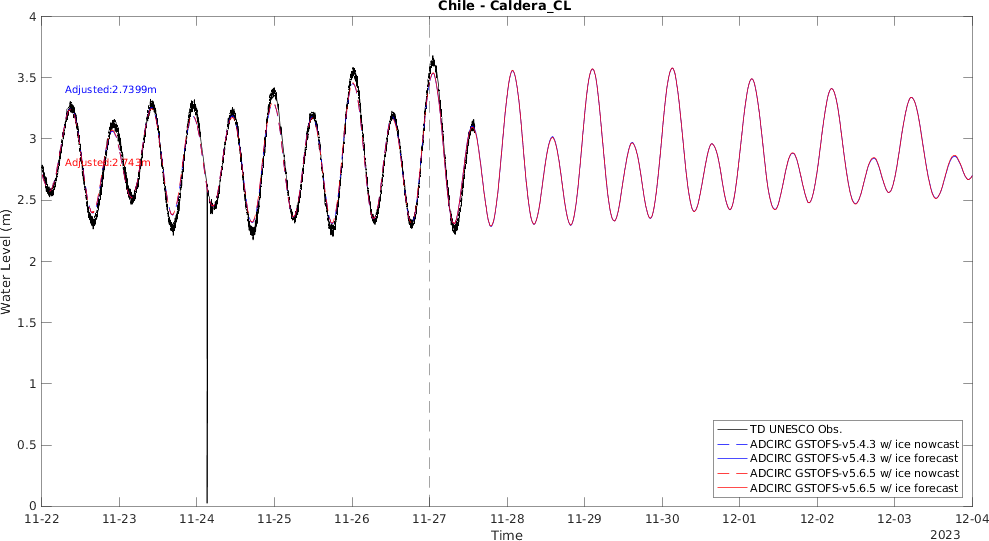 Chile - Caldera_CL
4
3.5
3
2.5
2
1.5
1
0.5
0
Water Level (m)
Adjusted:2.7399m
Adjusted:2.743m
TD UNESCO Obs.
ADCIRC GSTOFS-v5.4.3 w/ ice nowcast
ADCIRC GSTOFS-v5.4.3 w/ ice forecast
ADCIRC GSTOFS-v5.6.5 w/ ice nowcast
ADCIRC GSTOFS-v5.6.5 w/ ice forecast
11-22 11-23 11-24 11-25 11-26 11-27 11-28 11-29 11-30 12-01 12-02 12-03 12-04
Time
2023